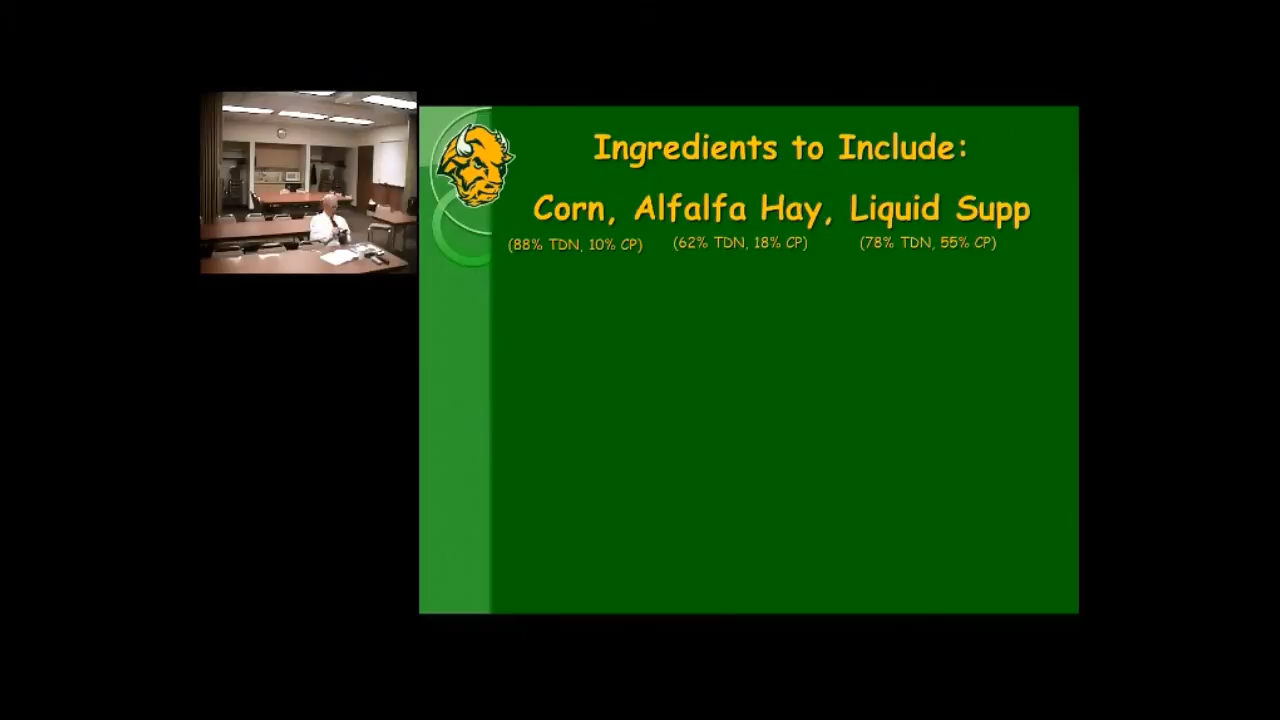 Ingredients to Include:
Corn, Alfalfa Hay, Liquid Supp
(88% TDN, 10% CP) (62% TDN, 18% CP) (78% TDN, 55% CP)